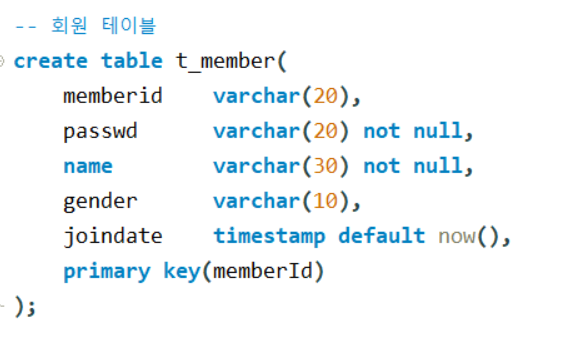 -- 회원 테이블
create table t_member(
memberid varchar(20),
passwd varchar(20) not null,
name varchar(30) not null,
gender varchar(10),
joindate timestamp default now(),
primary key(memberId)
);